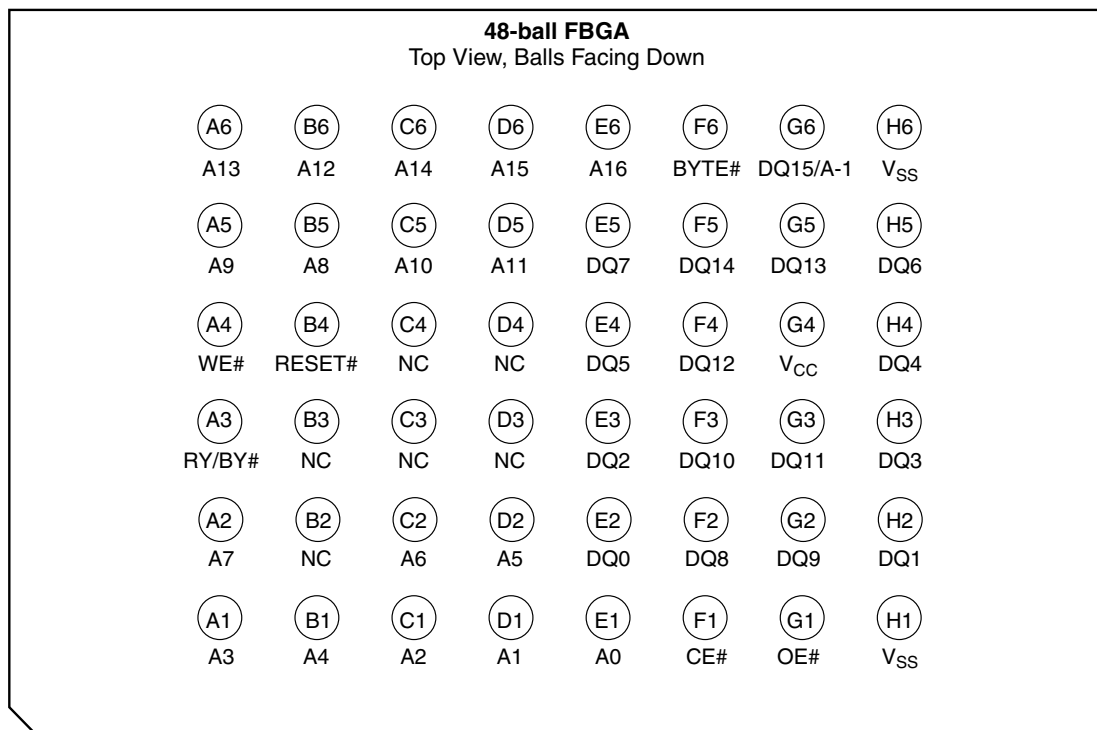 48-ball FBGA
Top View, Balls Facing Down
A6 B6 C6 D6 E6 F6 G6 H6
A13 A12 A14 A15 A16 BYTE# DQ15/A-1 VSS
A5 B5 C5 D5 E5 F5 G5 H5
A9 A8 A10 A11 DQ7 DQ14 DQ13 DQ6
A4 B4 C4 D4 E4 F4 G4 H4
WE# RESET# NC NC DQ5 DQ12 VCC DQ4
A3 B3 C3 D3 E3 F3 G3 H3
RY/BY# NC NC NC DQ2 DQ10 DQ11 DQ3
A2 B2 C2 D2 E2 F2 G2 H2
A7 NC A6 A5 DQ0 DQ8 DQ9 DQ1
A1 B1 C1 D1 E1 F1 G1 H1
A3 A4 A2 A1 A0 CE# OE# VSS